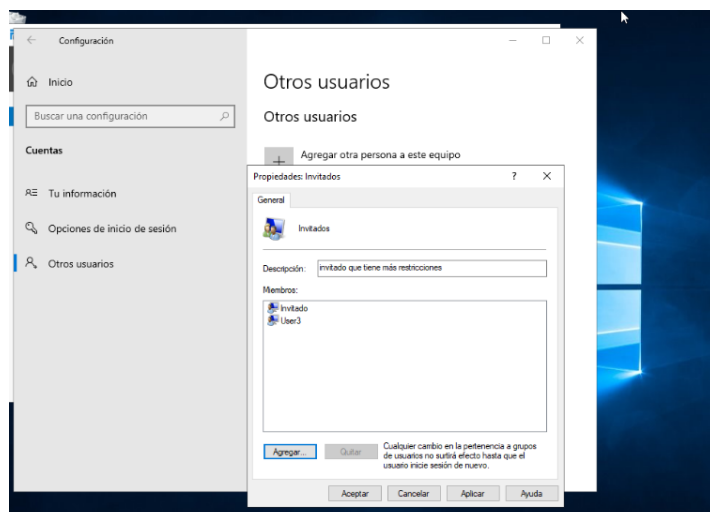 Configuración
Inicio
Buscar una configuración
Cuentas
Tu información
Opciones de inicio de sesión
Otros usuarios
Otros usuarios
Otros usuarios
Agregar otra persona a este equipo
Propiedades: Invitados
General
Invitados
Descripción:
invitado que tiene más restricciones
Miembros:
Invitado
User3
Agregar...
Quitar
Cualquier cambio en la pertenencia a grupos
de usuarios no surtirá efecto hasta que el
usuario inicie sesión de nuevo.
Aceptar
Cancelar
Aplicar
Ayuda